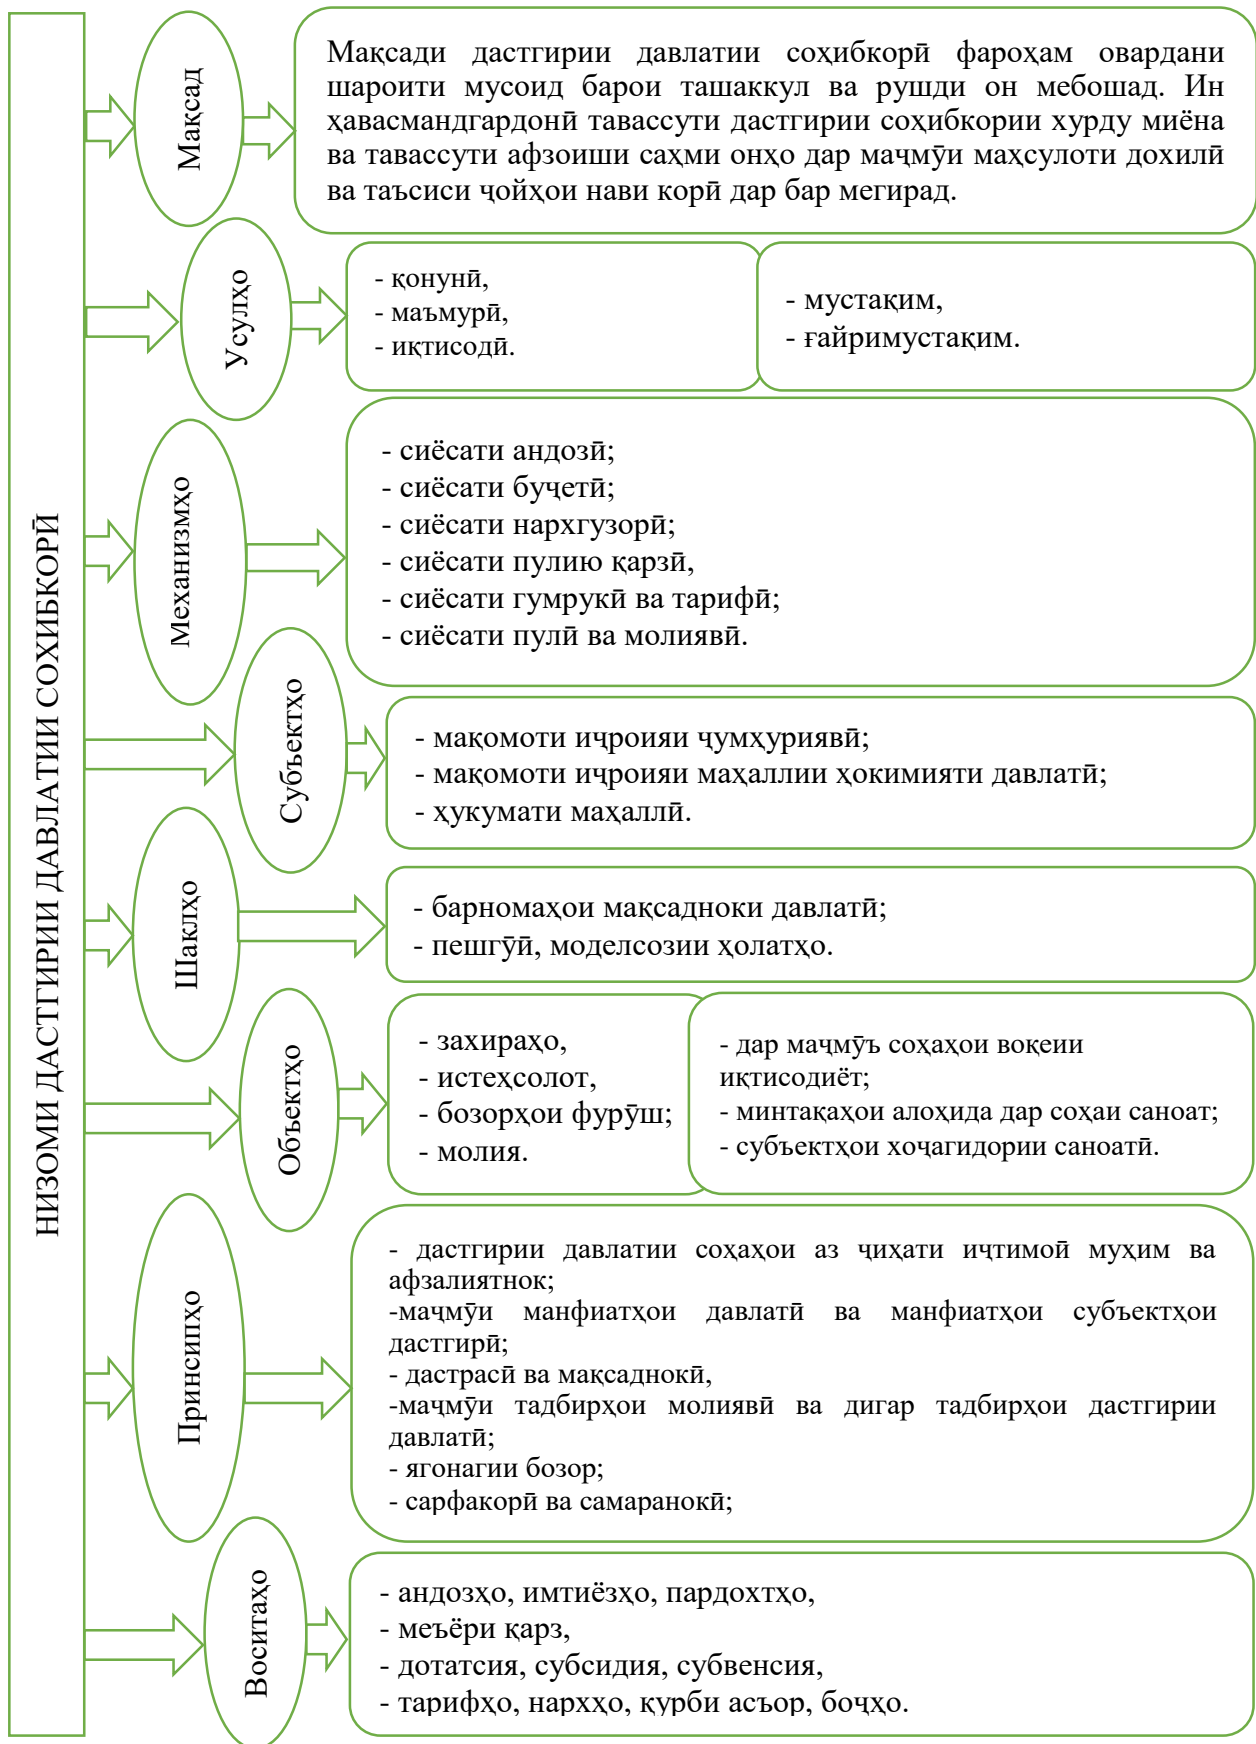 НИЗОМИ ДАСТГИРИИ ДАВЛАТИИ СОҲИБКОРӢ
Мақсад
Мақсади дастгирии давлатии соҳибкорӣ фароҳам овардани
шароити мусоид барои ташаккул ва рушди он мебошад. Ин
ҳавасмандгардонӣ тавассути дастгирии соҳибкории хурду миёна
ва тавассути афзоиши саҳми онҳо дар маҷмӯи маҳсулоти дохилӣ
ва таъсиси ҷойҳои нави корӣ дар бар мегирад.
Усулҳо
- қонунӣ,
- маъмурӣ,
- иқтисодӣ.
- мустақим,
- ғайримустақим.
Механизмҳо
- сиёсати андозӣ;
- сиёсати буҷетӣ;
- сиёсати нархгузорӣ;
- сиёсати пулию қарзӣ,
- сиёсати гумрукӣ ва тарифӣ;
- сиёсати пулӣ ва молиявӣ.
Субъектҳо
- мақомоти иҷроияи ҷумҳуриявӣ;
- мақомоти иҷроияи маҳаллии ҳокимияти давлатӣ;
- ҳукумати маҳаллӣ.
Шаклҳо
- барномаҳои мақсадноки давлатӣ;
- пешгӯӣ, моделсозии ҳолатҳо.
Объектҳо
- захираҳо,
- истеҳсолот,
- бозорҳои фурӯш;
- молия.
- дар маҷмӯъ соҳаҳои воқеии
иқтисодиёт;
- минтақаҳои алоҳида дар соҳаи саноат;
- субъектҳои хоҷагидории саноатӣ.
Принсипҳо
- дастгирии давлатии соҳаҳои аз ҷиҳати иҷтимоӣ муҳим ва
афзалиятнок;
-маҷмӯи манфиатҳои давлатӣ ва манфиатҳои субъектҳои
дастгирӣ;
- дастрасӣ ва мақсаднокӣ,
-маҷмӯи тадбирҳои молиявӣ ва дигар тадбирҳои дастгирии
давлатӣ;
- ягонагии бозор;
- сарфакорӣ ва самаранокӣ;
Воситаҳо
- андозҳо, имтиёзҳо, пардохтҳо,
- меъёри қарз,
- дотатсия, субсидия, субвенсия,
- тарифҳо, нархҳо, қурби асъор, боҷҳо.